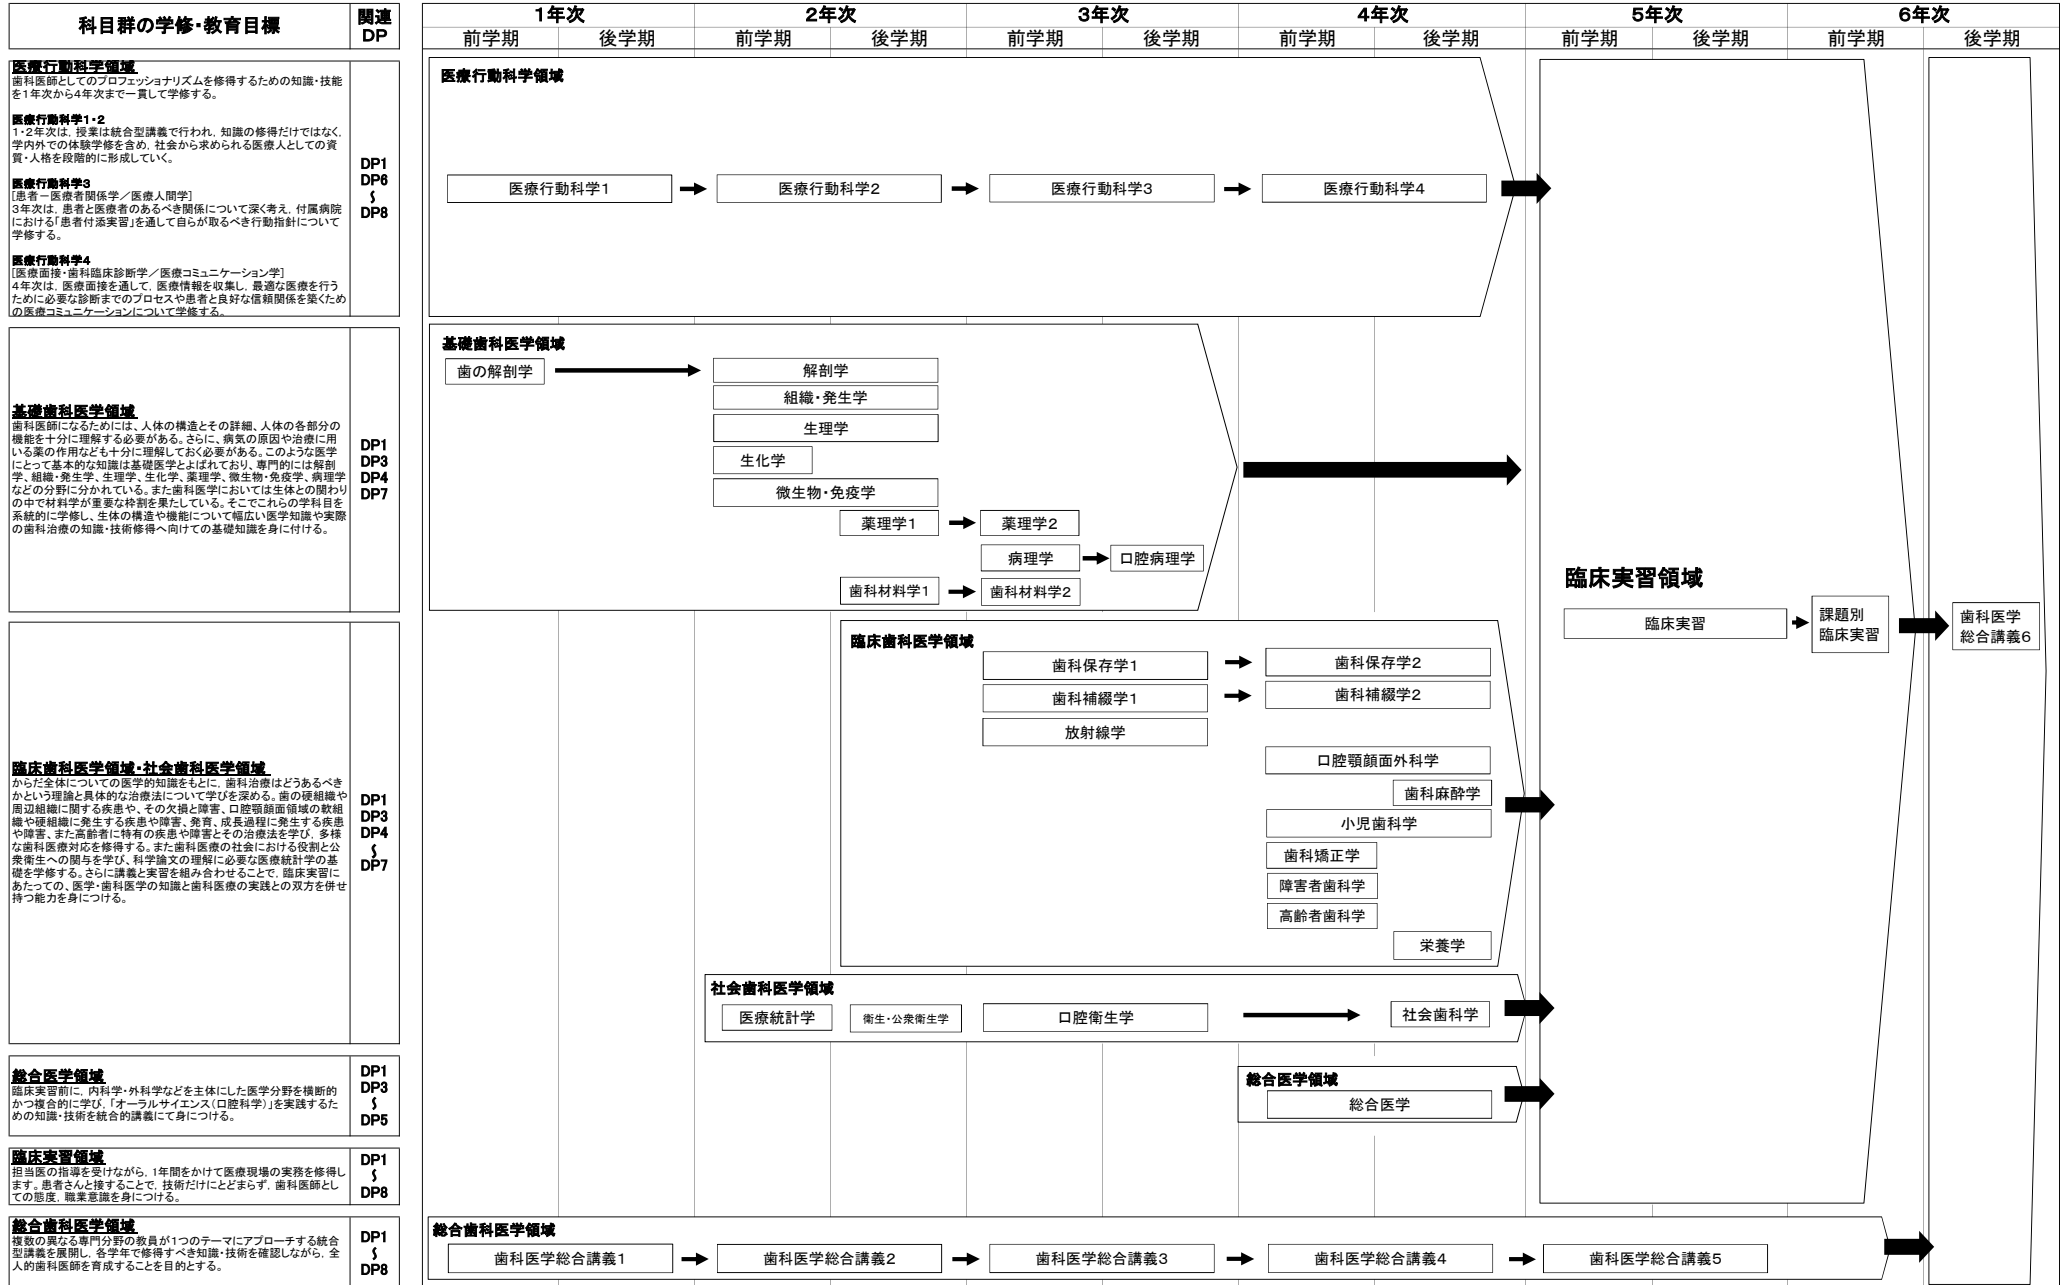 科目群の学修・教育目標
関連
DP
1年次 2年次 3年次 4年次 5年次 6年次
前学期 後学期 前学期 後学期 前学期 後学期 前学期 後学期 前学期 後学期 前学期 後学期
医療行動科学領域
歯科医師としてのプロフェッショナリズムを修得するための知識・技能
を1年次から4年次まで一貫して学修する。
医療行動科学1・2
1・2年次は，授業は統合型講義で行われ，知識の修得だけではなく，
学内外での体験学修を含め，社会から求められる医療人としての資
質・人格を段階的に形成していく。
医療行動科学3
[患者－医療者関係学／医療人間学]
3年次は，患者と医療者のあるべき関係について深く考え，付属病院
における「患者付添実習」を通して自らが取るべき行動指針について
学修する。
医療行動科学4
[医療面接・歯科臨床診断学／医療コミュニケーション学]
4年次は，医療面接を通して，医療情報を収集し，最適な医療を行う
ために必要な診断までのプロセスや患者と良好な信頼関係を築くため
の医療コミュニケーションについて学修する。
DP1
DP6
〜
DP8
医療行動科学領域
医療行動科学1
医療行動科学2
医療行動科学3
医療行動科学4
基礎歯科医学領域
歯科医師になるためには、人体の構造とその詳細、人体の各部分の
機能を十分に理解する必要がある。さらに、病気の原因や治療に用
いる薬の作用なども十分に理解しておく必要がある。このような医学
にとって基本的な知識は基礎医学とよばれており、専門的には解剖
学、組織・発生学、生理学、生化学、薬理学、微生物・免疫学、病理学
などの分野に分かれている。また歯科医学においては生体との関わり
の中で材料学が重要な枠割を果たしている。そこでこれらの学科目を
系統的に学修し、生体の構造や機能について幅広い医学知識や実際
の歯科治療の知識・技術修得へ向けての基礎知識を身に付ける。
DP1
DP3
DP4
DP7
基礎歯科医学領域
歯の解剖学
解剖学
組織・発生学
生理学
生化学
微生物・免疫学
薬理学1
薬理学2
病理学
口腔病理学
歯科材料学1
歯科材料学2
臨床実習領域
臨床実習
課題別
臨床実習
歯科医学
総合講義6
臨床歯科医学領域・社会歯科医学領域
からだ全体についての医学的知識をもとに，歯科治療はどうあるべき
かという理論と具体的な治療法について学びを深める。歯の硬組織や
周辺組織に関する疾患や、その欠損と障害、口腔顎顔面領域の軟組
織や硬組織に発生する疾患や障害、発育、成長過程に発生する疾患
や障害、また高齢者に特有の疾患や障害とその治療法を学び，多様
な歯科医療対応を修得する。また歯科医療の社会における役割と公
衆衛生への関与を学び、科学論文の理解に必要な医療統計学の基
礎を学修する。さらに講義と実習を組み合わせることで，臨床実習に
あたっての、医学・歯科医学の知識と歯科医療の実践との双方を併せ
持つ能力を身につける。
DP1
DP3
DP4
〜
DP7
臨床歯科医学領域
歯科保存学1
歯科保存学2
歯科補綴学1
歯科補綴学2
放射線学
口腔顎顔面外科学
歯科麻酔学
小児歯科学
歯科矯正学
障害者歯科学
高齢者歯科学
栄養学
社会歯科医学領域
医療統計学
衛生・公衆衛生学
口腔衛生学
社会歯科学
総合医学領域
臨床実習前に，内科学・外科学などを主体にした医学分野を横断的
かつ複合的に学び，「オーラルサイエンス（口腔科学）」を実践するた
めの知識・技術を統合的講義にて身につける。
DP1
DP3
〜
DP5
総合医学領域
総合医学
臨床実習領域
担当医の指導を受けながら，1年間をかけて医療現場の実務を修得し
ます。患者さんと接することで，技術だけにとどまらず，歯科医師とし
ての態度，職業意識を身につける。
DP1
〜
DP8
総合歯科医学領域
複数の異なる専門分野の教員が1つのテーマにアプローチする統合
型講義を展開し，各学年で修得すべき知識・技術を確認しながら，全
人的歯科医師を育成することを目的とする。
DP1
〜
DP8
総合歯科医学領域
歯科医学総合講義1
歯科医学総合講義2
歯科医学総合講義3
歯科医学総合講義4
歯科医学総合講義5